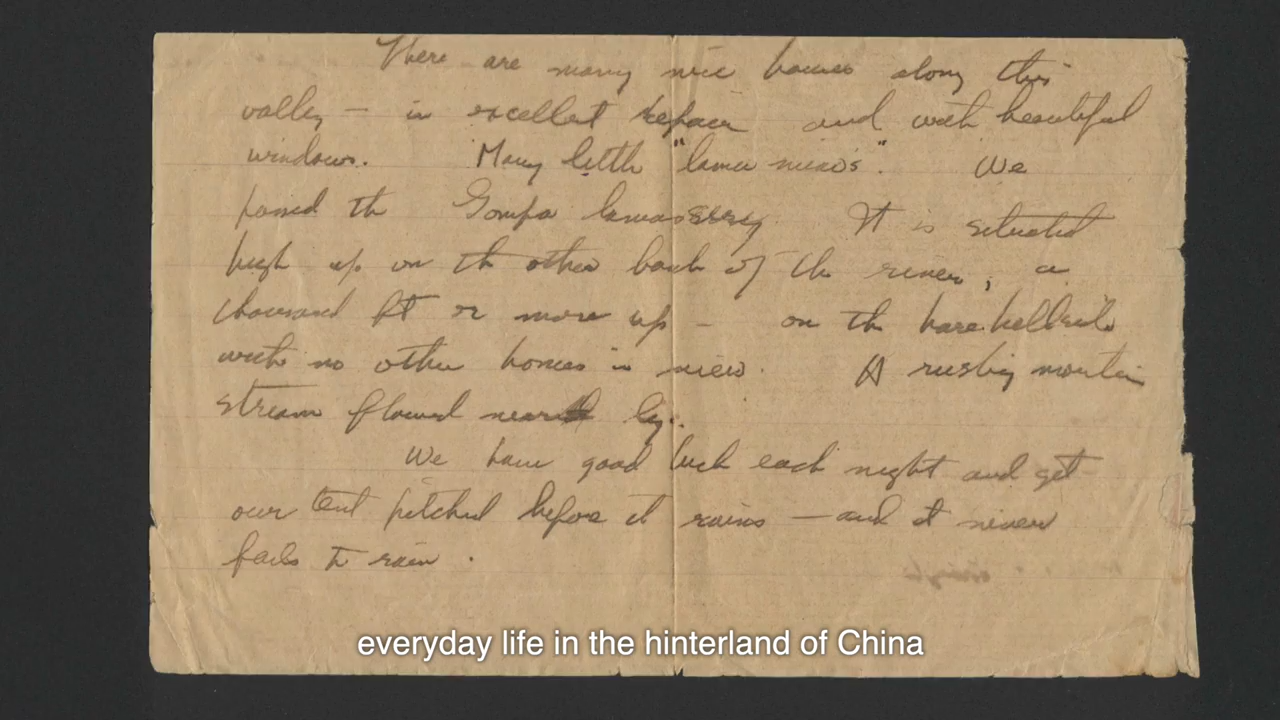 There are many nice houses along this
valley — in excellent repair and with beautiful
windows. Many little "lama
We
passed the Gompa lamassery. It is situated
high up on the other bank of the river, a
thousand ft or more up — on the bare hillside
with no other houses in view. A rushing mountain
stream flowed near by.
We have good luck each night and get
our tent pitched before it rains — and it never
fails to rain.
everyday life in the hinterland of China